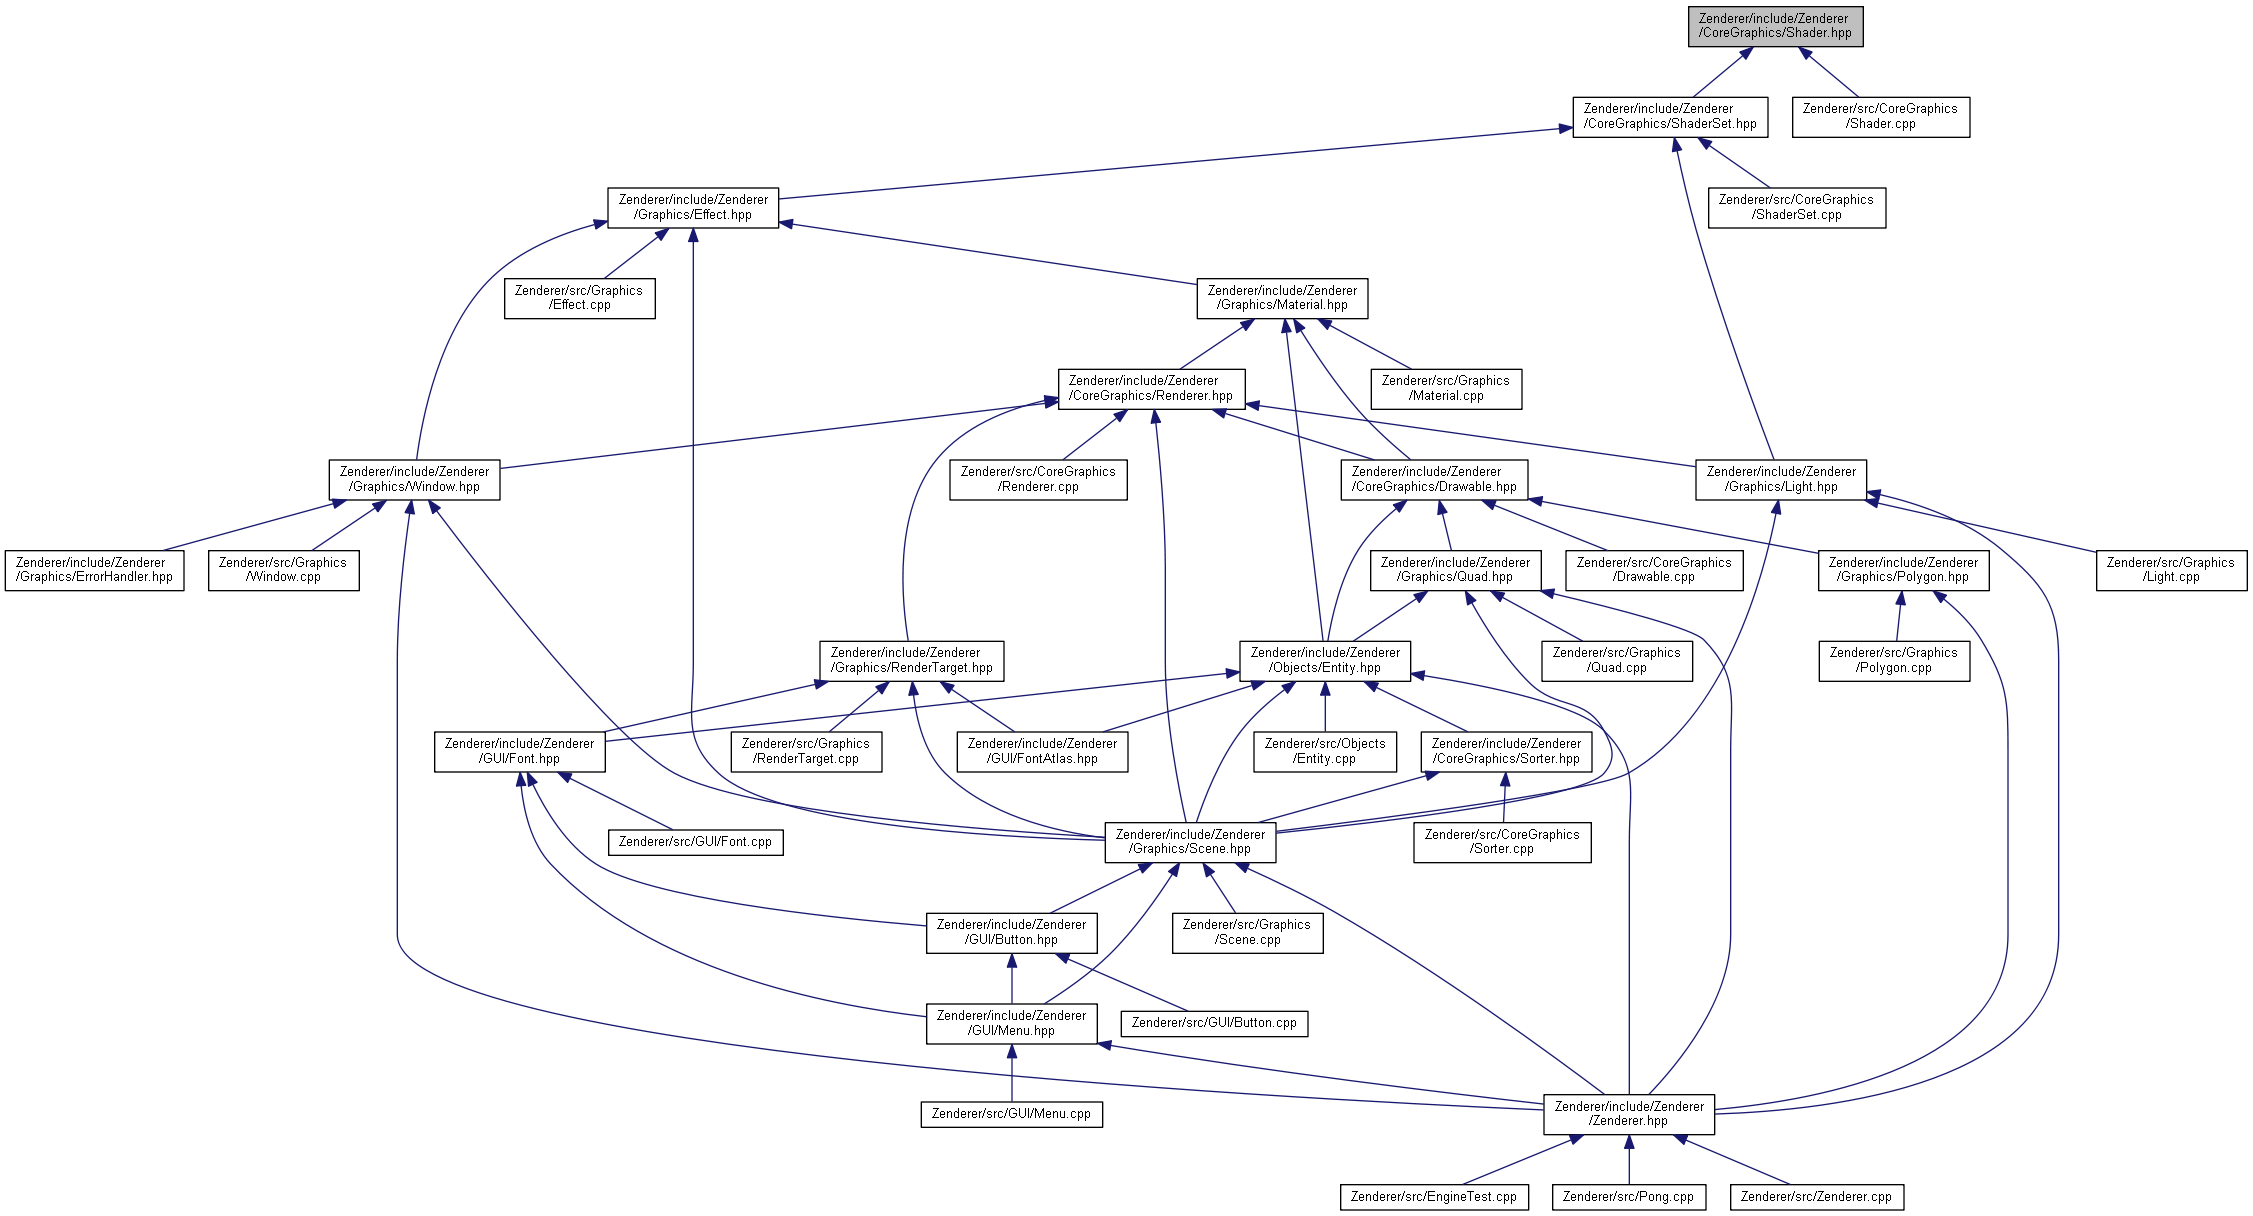 Zenderer/include/Zenderer
/CoreGraphics/Shader.hpp
Zenderer/include/Zenderer
/CoreGraphics/ShaderSet.hpp
Zenderer/src/CoreGraphics
/Shader.cpp
Zenderer/include/Zenderer
/Graphics/Effect.hpp
Zenderer/src/CoreGraphics
/ShaderSet.cpp
Zenderer/src/Graphics
/Effect.cpp
Zenderer/include/Zenderer
/Graphics/Material.hpp
Zenderer/include/Zenderer
/CoreGraphics/Renderer.hpp
Zenderer/src/Graphics
/Material.cpp
Zenderer/include/Zenderer
/Graphics/Window.hpp
Zenderer/src/CoreGraphics
/Renderer.cpp
Zenderer/include/Zenderer
/CoreGraphics/Drawable.hpp
Zenderer/include/Zenderer
/Graphics/Light.hpp
Zenderer/include/Zenderer
/Graphics/ErrorHandler.hpp
Zenderer/src/Graphics
/Window.cpp
Zenderer/include/Zenderer
/Graphics/Quad.hpp
Zenderer/src/CoreGraphics
/Drawable.cpp
Zenderer/include/Zenderer
/Graphics/Polygon.hpp
Zenderer/src/Graphics
/Light.cpp
Zenderer/include/Zenderer
/Graphics/RenderTarget.hpp
Zenderer/include/Zenderer
/Objects/Entity.hpp
Zenderer/src/Graphics
/Quad.cpp
Zenderer/src/Graphics
/Polygon.cpp
Zenderer/include/Zenderer
/GUI/Font.hpp
Zenderer/src/Graphics
/RenderTarget.cpp
Zenderer/include/Zenderer
/GUI/FontAtlas.hpp
Zenderer/src/Objects
/Entity.cpp
Zenderer/include/Zenderer
/CoreGraphics/Sorter.hpp
Zenderer/src/GUI/Font.cpp
Zenderer/include/Zenderer
/Graphics/Scene.hpp
Zenderer/src/CoreGraphics
/Sorter.cpp
Zenderer/include/Zenderer
/GUI/Button.hpp
Zenderer/src/Graphics
/Scene.cpp
Zenderer/include/Zenderer
/GUI/Menu.hpp
Zenderer/src/GUI/Button.cpp
Zenderer/src/GUI/Menu.cpp
Zenderer/include/Zenderer
/Zenderer.hpp
Zenderer/src/EngineTest.cpp
Zenderer/src/Pong.cpp
Zenderer/src/Zenderer.cpp